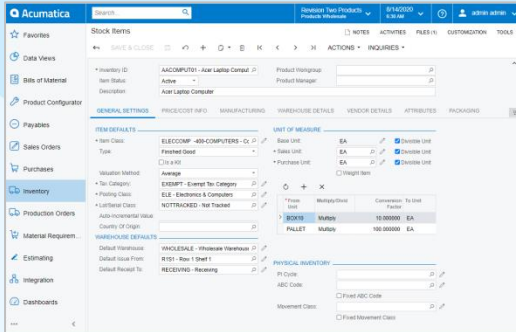 Acumatica
Search...
Revision Two Products
Products Wholesale
8/14/2020
6:36 AM
admin admin
Favorites
Data Views
Bills of Material
Product Configurator
Payables
Sales Orders
Purchases
Inventory
Production Orders
Material Requirem...
Estimating
Integration
Dashboards
Stock Items
NOTES ACTIVITIES FILES (1) CUSTOMIZATION TOOLS
SAVE & CLOSE ACTIONS INQUIRIES
* Inventory ID: AACOMPUT01 - Acer Laptop Comput
Item Status: Active
Description: Acer Laptop Computer
Product Workgroup:
Product Manager:
GENERAL SETTINGS PRICE/COST INFO MANUFACTURING WAREHOUSE DETAILS VENDOR DETAILS ATTRIBUTES PACKAGING
ITEM DEFAULTS
* Item Class: ELECCOMP -400-COMPUTERS - Cc
Type: Finished Good
Is a Kit
Valuation Method: Average
* Tax Category: EXEMPT - Exempt Tax Category
* Posting Class: ELE - Electronics & Computers
* Lot/Serial Class: NOTTRACKED - Not Tracked
Auto-Incremental Value:
Country Of Origin:
WAREHOUSE DEFAULTS
Default Warehouse: WHOLESALE - Wholesale Warehous
Default Issue From: R1S1 - Row 1 Shelf 1
Default Receipt To: RECEIVING - Receiving
UNIT OF MEASURE
* Base Unit: EA Divisible Unit
* Sales Unit: EA Divisible Unit
* Purchase Unit: EA Divisible Unit
Weight Item
* From Unit Multiply/Divide Conversion Factor To Unit
BOX10 Multiply 10.000000 EA
PALLET Multiply 100.000000 EA
PHYSICAL INVENTORY
PI Cycle:
ABC Code:
Fixed ABC Code
Movement Class:
Fixed Movement Class